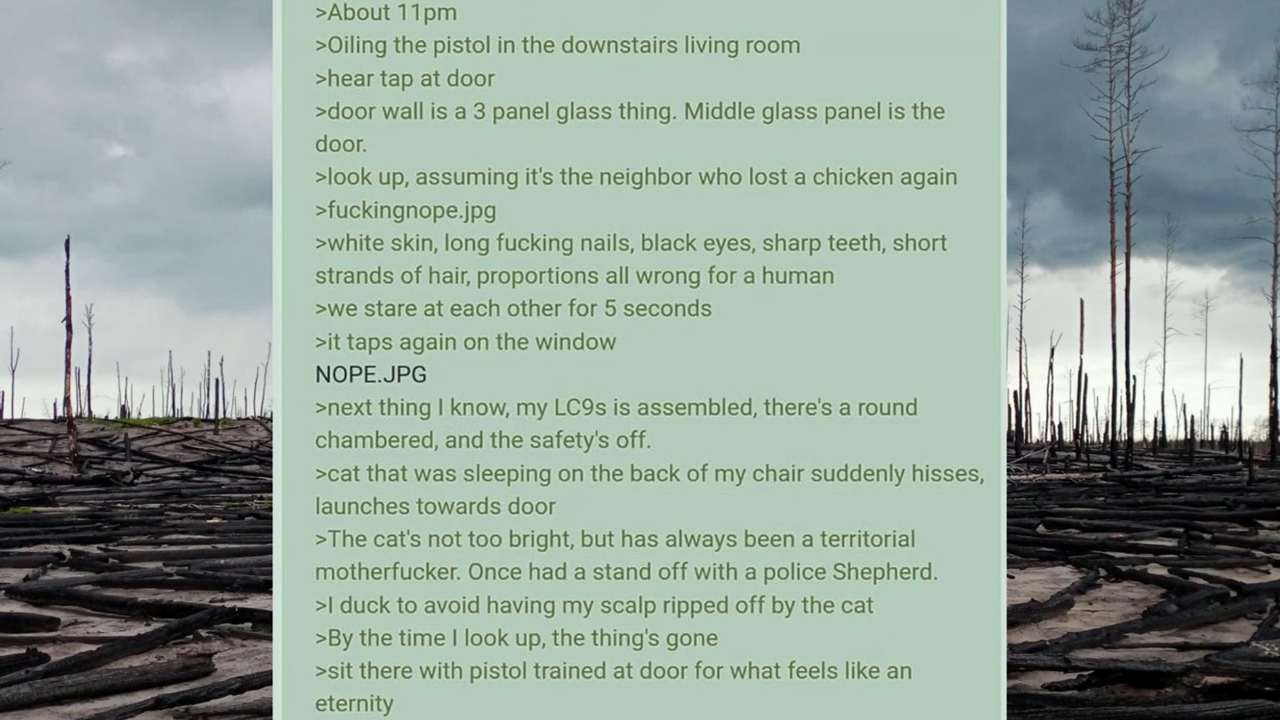 >About 11pm
>Oiling the pistol in the downstairs living room
>hear tap at door
>door wall is a 3 panel glass thing. Middle glass panel is the
door.
>look up, assuming it's the neighbor who lost a chicken again
>fuckingnope.jpg
>white skin, long fucking nails, black eyes, sharp teeth, short
strands of hair, proportions all wrong for a human
>we stare at each other for 5 seconds
>it taps again on the window
NOPE.JPG
>next thing I know, my LC9s is assembled, there's a round
chambered, and the safety's off.
>cat that was sleeping on the back of my chair suddenly hisses,
launches towards door
>The cat's not too bright, but has always been a territorial
motherfucker. Once had a stand off with a police Shepherd.
>I duck to avoid having my scalp ripped off by the cat
>By the time I look up, the thing's gone
>sit there with pistol trained at door for what feels like an
eternity